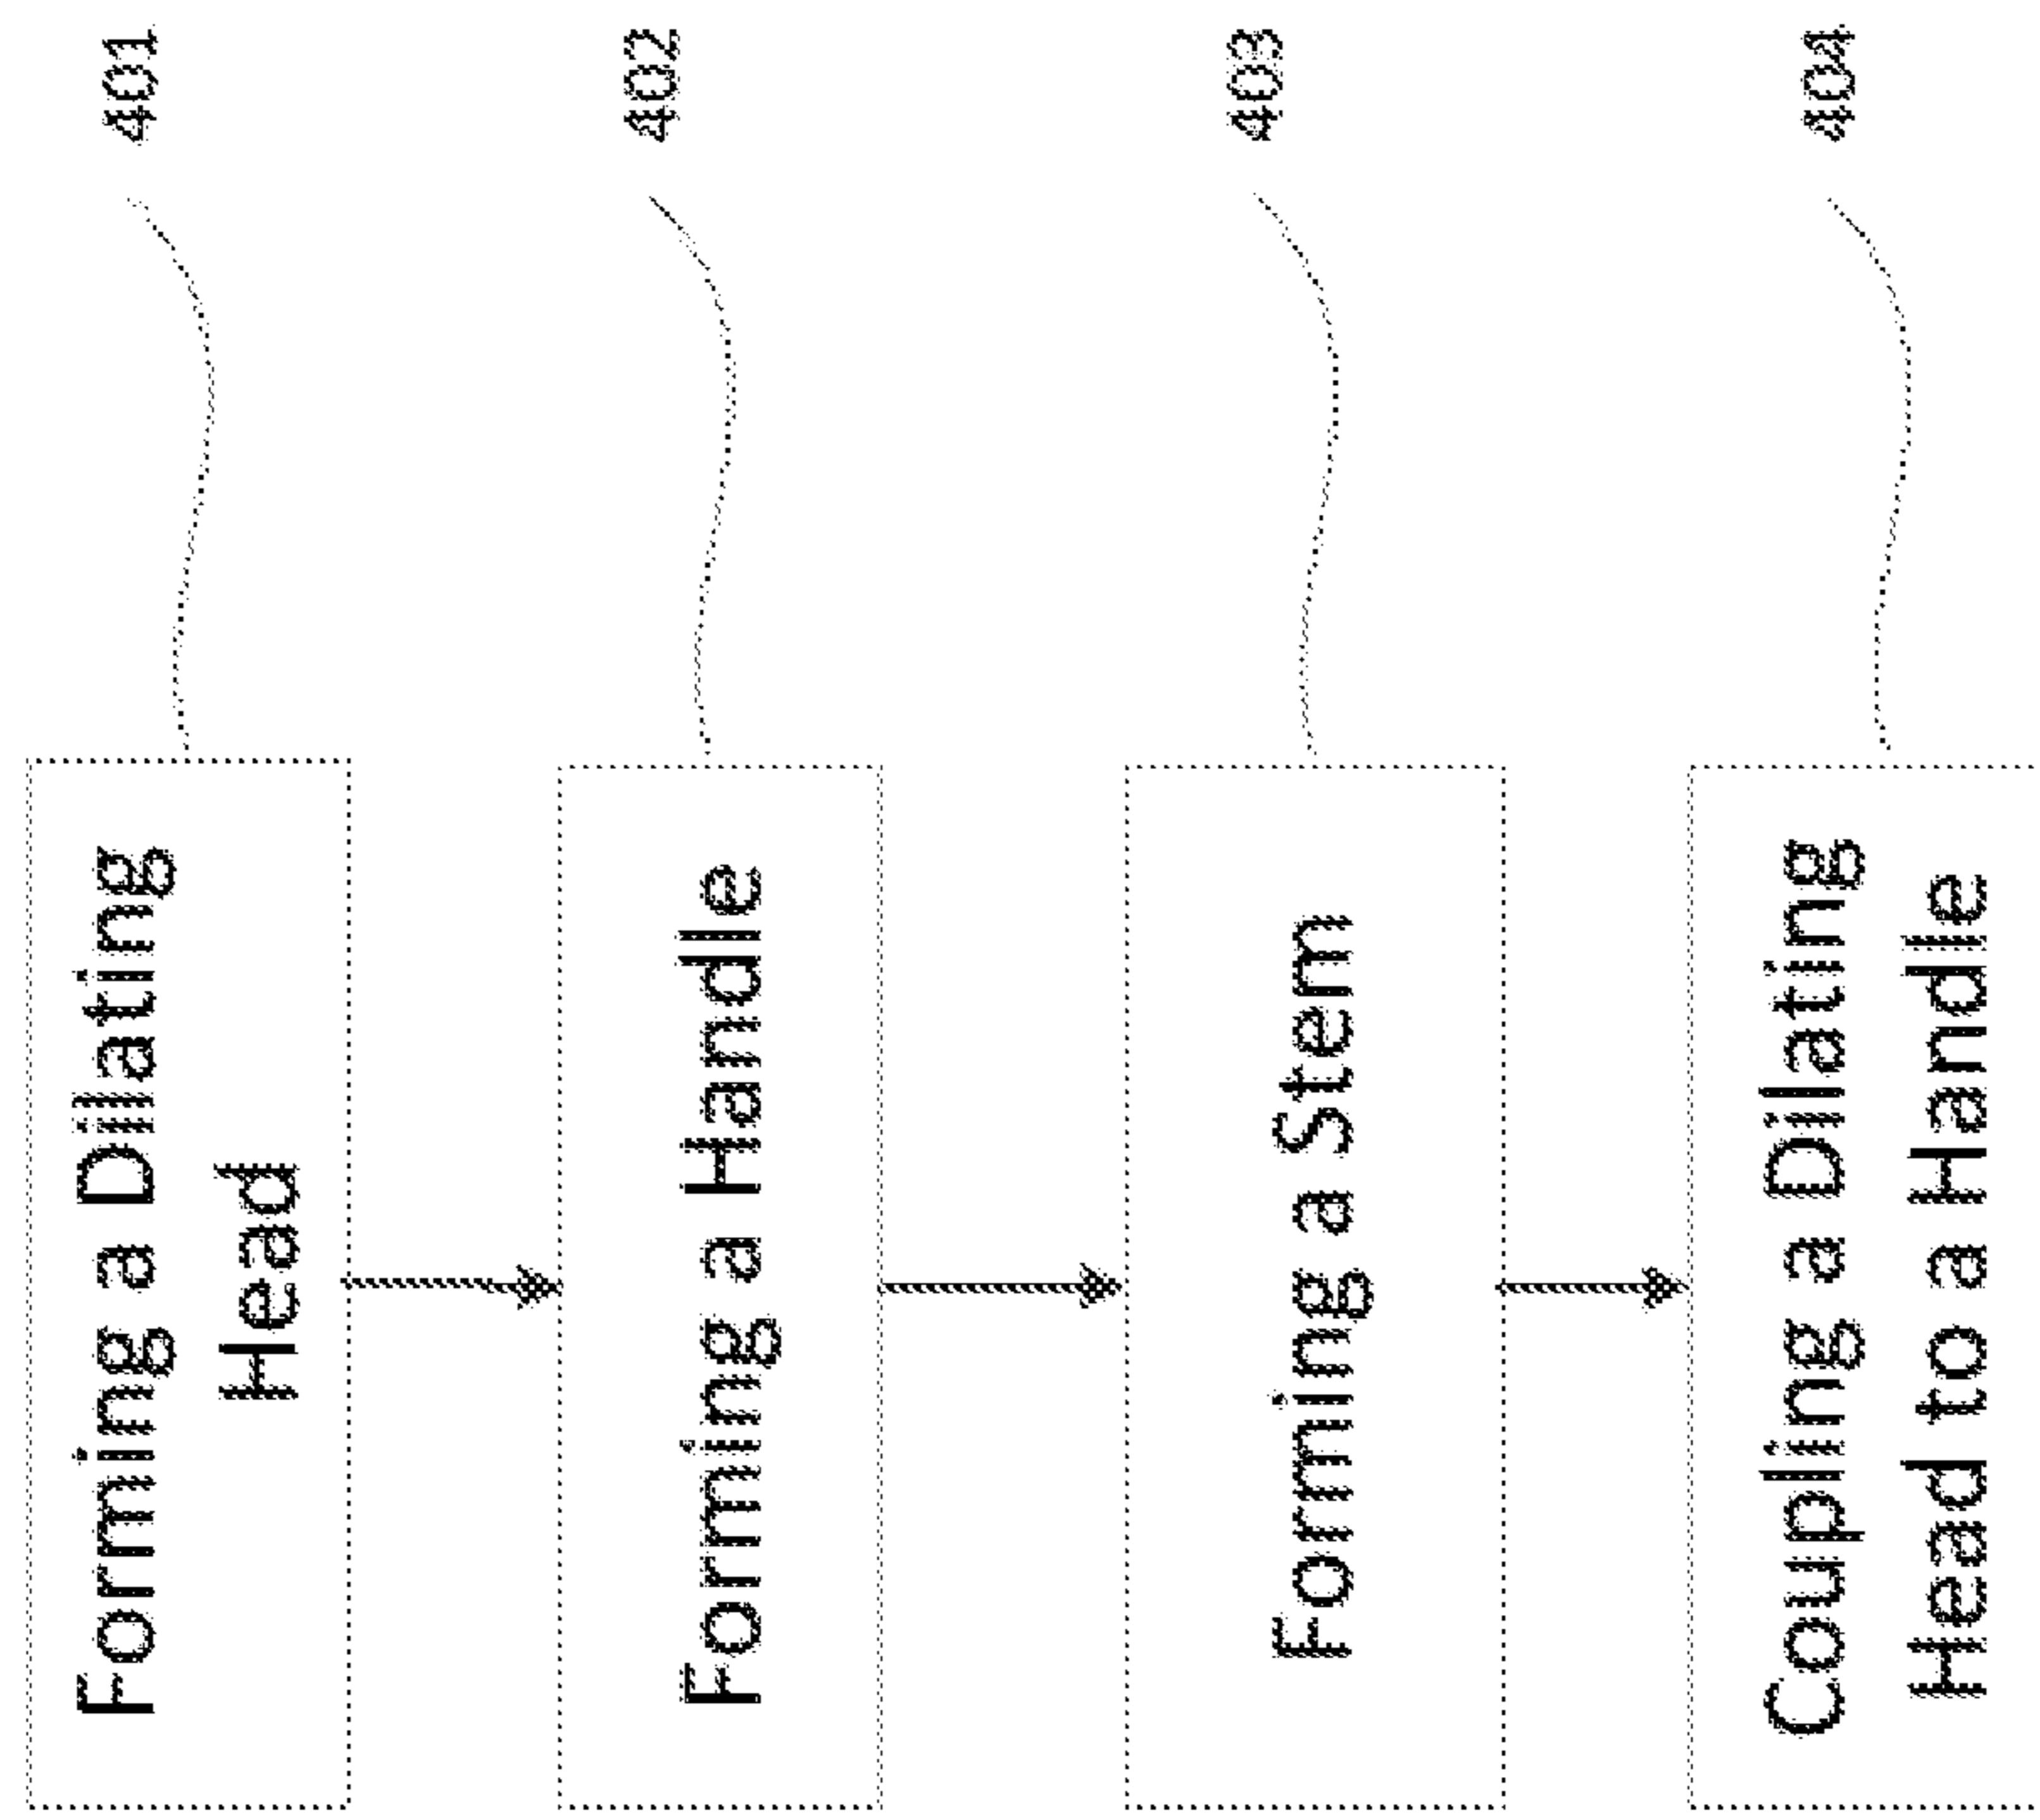 Forming a Dilating
Head
401
Forming a Handle
402
Forming a Stem
403
Coupling a Dilating
Head to a Handle
404